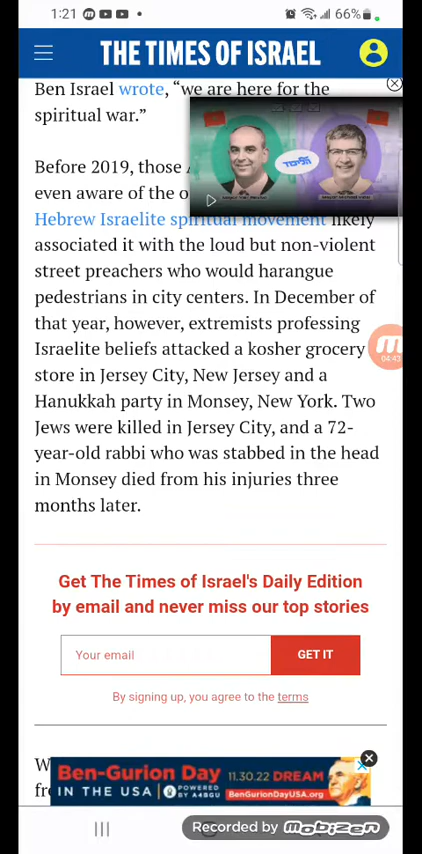 1:21
66%
THE TIMES OF ISRAEL
Ben Israel wrote, “we are here for the
spiritual war.”
Before 2019, those
even aware of the
Hebrew Israelite spiritual movement likely
associated it with the loud but non-violent
street preachers who would harangue
pedestrians in city centers. In December of
that year, however, extremists professing
Israelite beliefs attacked a kosher grocery
store in Jersey City, New Jersey and a
04:43
Hanukkah party in Monsey, New York. Two
Jews were killed in Jersey City, and a 72-
year-old rabbi who was stabbed in the head
in Monsey died from his injuries three
months later.
Get The Times of Israel's Daily Edition
by email and never miss our top stories
Your email
GET IT
By signing up, you agree to the terms
Ben-Gurion Day
IN THE USA
POWERED
BY A4BGU
11.30.22 DREAM
BenGurionDayUSA.org
Recorded by mobizen